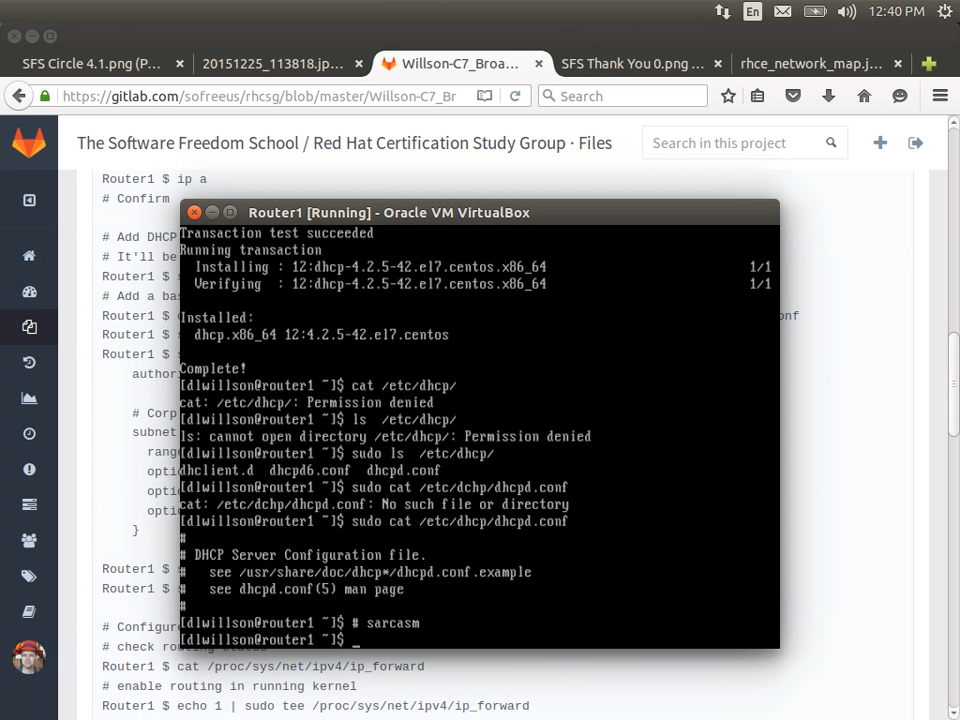 En
12:40 PM
SFS Circle 4.1.png (P...
20151225_113818.jp...
Willson-C7_Broa...
SFS Thank You 0.png ...
rhce_network_map.j...
https://gitlab.com/sofreeus/rhcsg/blob/master/Willson-C7_Br
Search
The Software Freedom School / Red Hat Certification Study Group · Files
Search in this project
Router1 $ ip a
# Confirm
# Add DHCP
# It'll be
Router1 $ s
# Add a bas
Router1 $ c
nf
Router1 $ s
Router1 $ s
authori
# Corp
subnet
rang
optio
optio
optio
}
Router1 $ s
Router1 $ s
# Configur
# check routing status
Router1 $ cat /proc/sys/net/ipv4/ip_forward
# enable routing in running kernel
Router1 $ echo 1 | sudo tee /proc/sys/net/ipv4/ip_forward
Router1 [Running] - Oracle VM VirtualBox
Transaction test succeeded
Running transaction
Installing : 12:dhcp-4.2.5-42.el7.centos.x86_64 1/1
Verifying : 12:dhcp-4.2.5-42.el7.centos.x86_64 1/1
Installed:
dhcp.x86_64 12:4.2.5-42.el7.centos
Complete!
[dlwillson@router1 ~]$ cat /etc/dhcp/
cat: /etc/dhcp/: Permission denied
[dlwillson@router1 ~]$ ls  /etc/dhcp/
ls: cannot open directory /etc/dhcp/: Permission denied
[dlwillson@router1 ~]$ sudo ls  /etc/dhcp/
dhclient.d  dhcpd6.conf  dhcpd.conf
[dlwillson@router1 ~]$ sudo cat /etc/dchp/dhcpd.conf
cat: /etc/dchp/dhcpd.conf: No such file or directory
[dlwillson@router1 ~]$ sudo cat /etc/dhcp/dhcpd.conf
#
# DHCP Server Configuration file.
#   see /usr/share/doc/dhcp*/dhcpd.conf.example
#   see dhcpd.conf(5) man page
#
[dlwillson@router1 ~]$ # sarcasm
[dlwillson@router1 ~]$ _